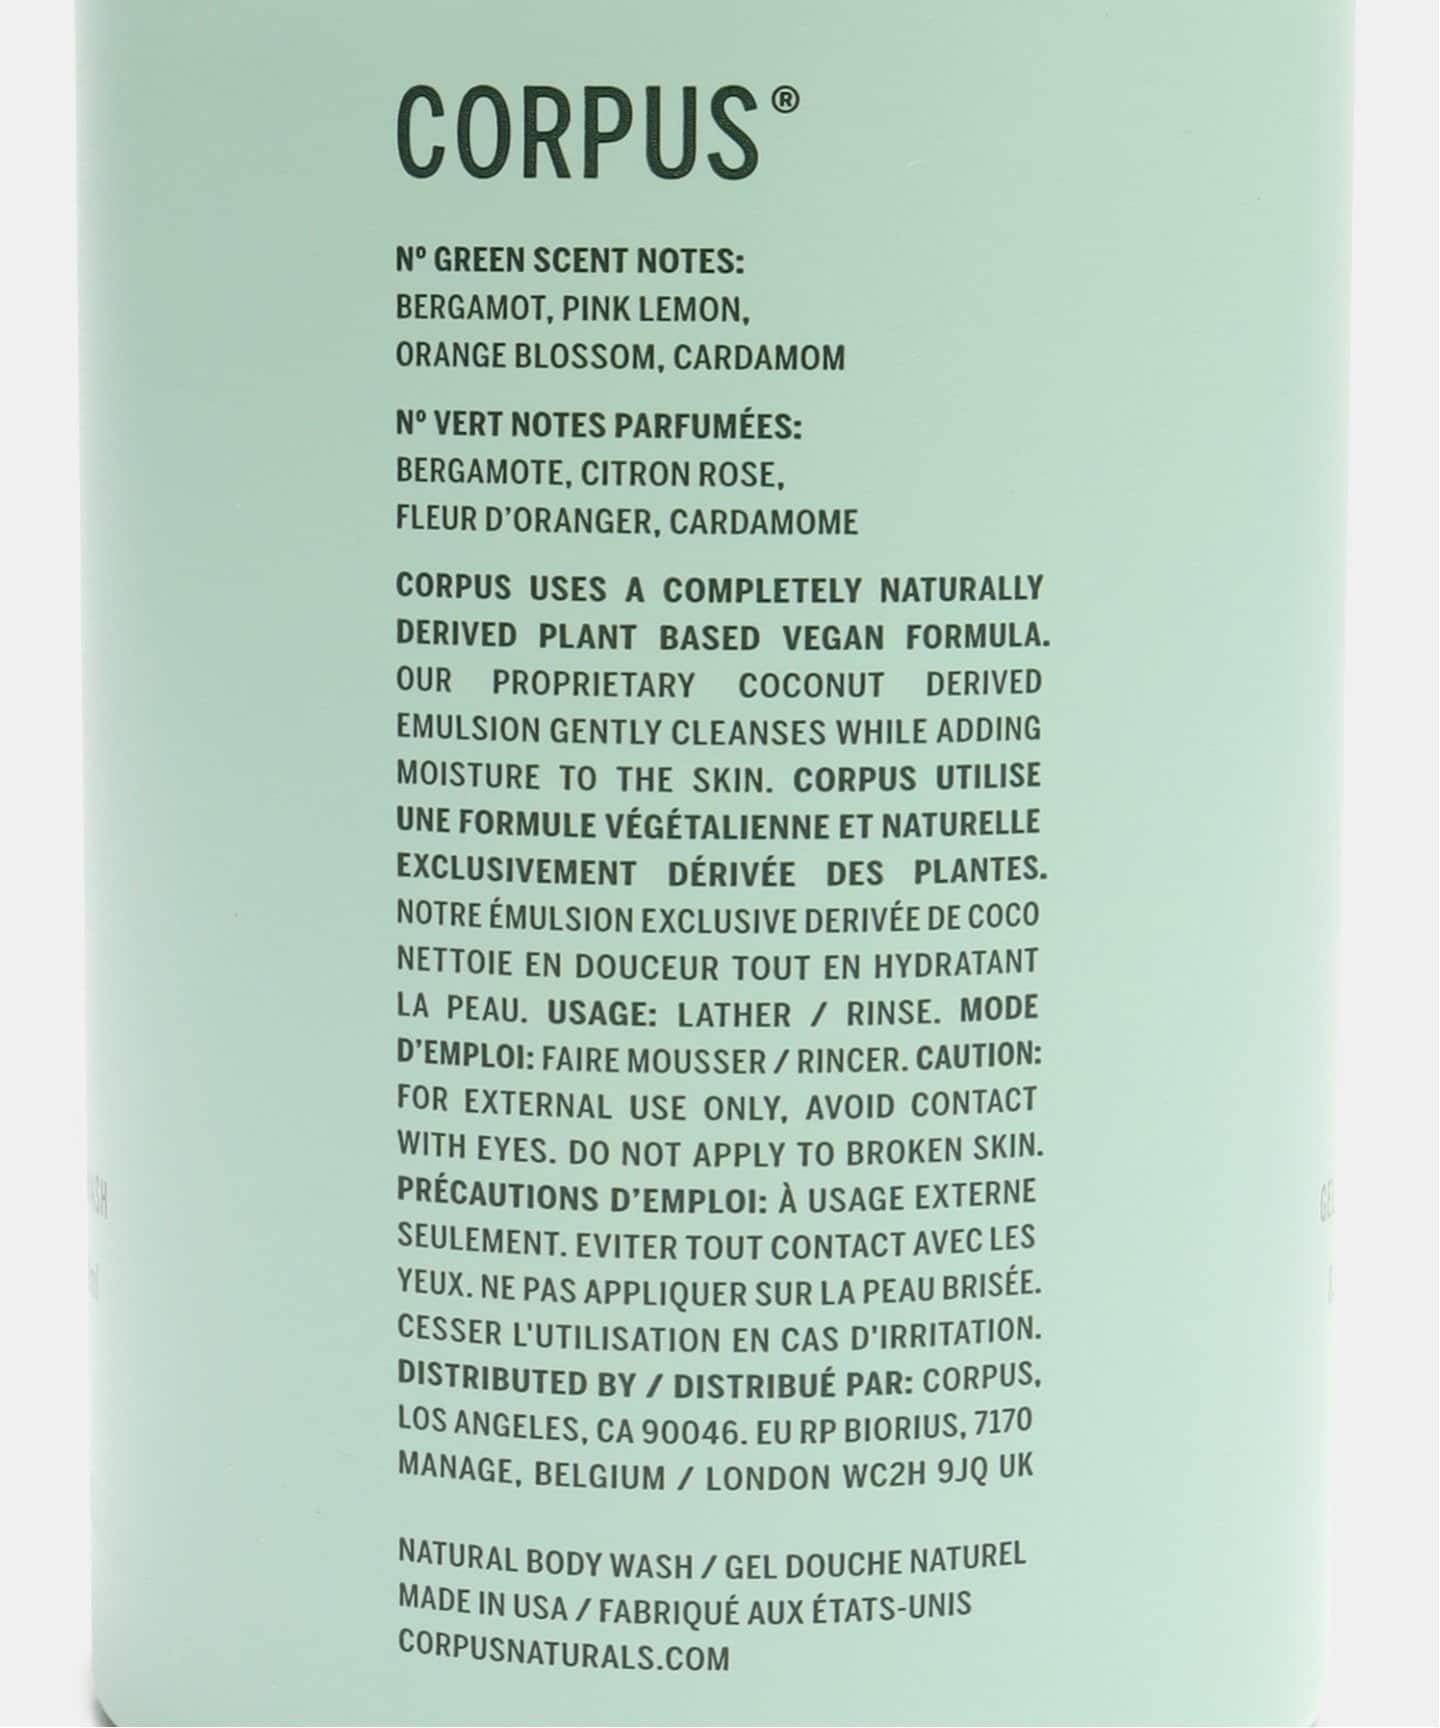 CORPUS®
Nº GREEN SCENT NOTES:
BERGAMOT, PINK LEMON,
ORANGE BLOSSOM, CARDAMOM
Nº VERT NOTES PARFUMÉES:
BERGAMOTE, CITRON ROSE,
FLEUR D'ORANGER, CARDAMOME
CORPUS USES A COMPLETELY NATURALLY
DERIVED PLANT BASED VEGAN FORMULA.
OUR PROPRIETARY COCONUT DERIVED
EMULSION GENTLY CLEANSES WHILE ADDING
MOISTURE TO THE SKIN. CORPUS UTILISE
UNE FORMULE VÉGÉTALIENNE ET NATURELLE
EXCLUSIVEMENT DÉRIVÉE DES PLANTES.
NOTRE ÉMULSION EXCLUSIVE DERIVÉE DE COCO
NETTOIE EN DOUCEUR TOUT EN HYDRATANT
LA PEAU. USAGE: LATHER / RINSE. MODE
D'EMPLOI: FAIRE MOUSSER / RINCER. CAUTION:
FOR EXTERNAL USE ONLY, AVOID CONTACT
WITH EYES. DO NOT APPLY TO BROKEN SKIN.
PRÉCAUTIONS D'EMPLOI: À USAGE EXTERNE
SEULEMENT. EVITER TOUT CONTACT AVEC LES
YEUX. NE PAS APPLIQUER SUR LA PEAU BRISÉE.
CESSER L'UTILISATION EN CAS D'IRRITATION.
DISTRIBUTED BY / DISTRIBUÉ PAR: CORPUS,
LOS ANGELES, CA 90046. EU RP BIORIUS, 7170
MANAGE, BELGIUM / LONDON WC2H 9JQ UK
NATURAL BODY WASH / GEL DOUCHE NATUREL
MADE IN USA / FABRIQUÉ AUX ÉTATS-UNIS
CORPUSNATURALS.COM